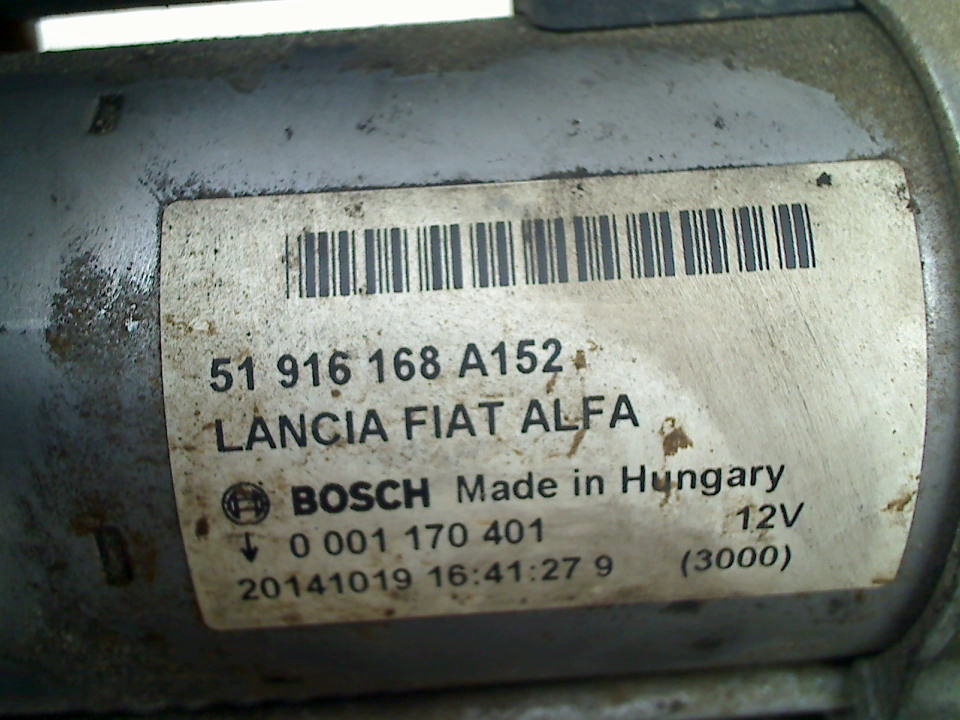 51 916 168 A152
LANCIA FIAT ALFA
BOSCH Made in Hungary
0 001 170 401 12V
20141019 16:41:27 9 (3000)